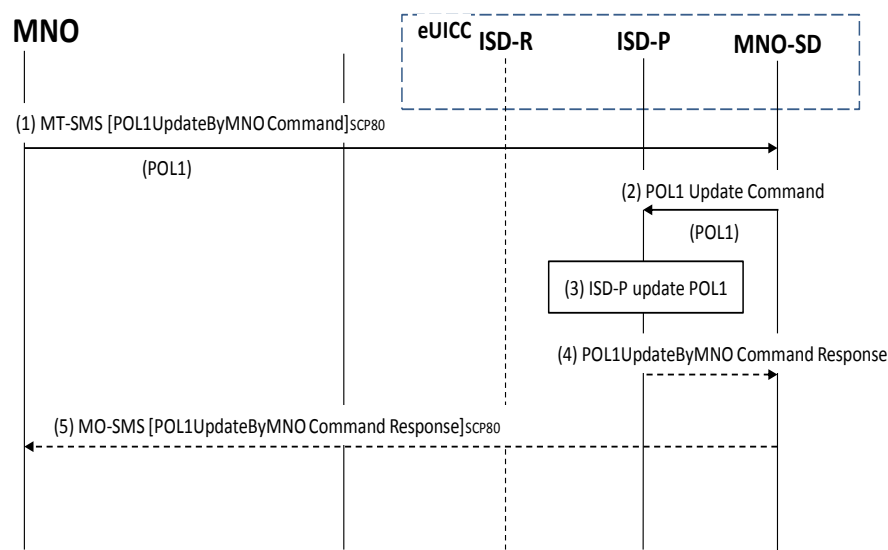 MNO
eUICC
ISD-R
ISD-P
MNO-SD
(1) MT-SMS [POL1UpdateByMNO Command]SCP80
(POL1)
(2) POL1 Update Command
(POL1)
(3) ISD-P update POL1
(4) POL1UpdateByMNO Command Response
(5) MO-SMS [POL1UpdateByMNO Command Response]SCP80